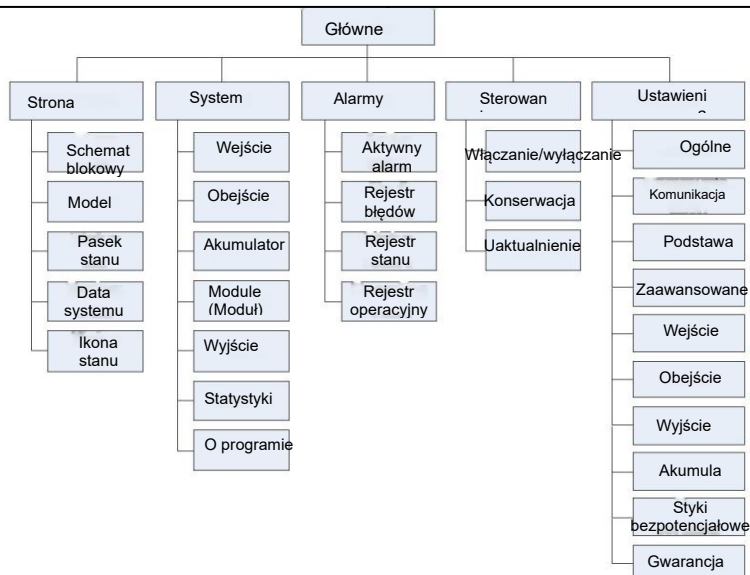 Główne
Strona
System
Alarmy
Sterowan
Ustawieni
Schemat
blokowy
Model
Pasek
stanu
Data
systemu
Ikona
stanu
Wejście
Obejście
Akumulator
Module
(Moduł)
Wyjście
Statystyki
O programie
Aktywny
alarm
Rejestr
błędów
Rejestr
stanu
Rejestr
operacyjny
Włączanie/wyłączanie
Konserwacja
Uaktualnienie
Ogólne
Komunikacja
Podstawa
Zaawansowane
Wejście
Obejście
Wyjście
Akumula
Styki
bezpotencjałowe
Gwarancja